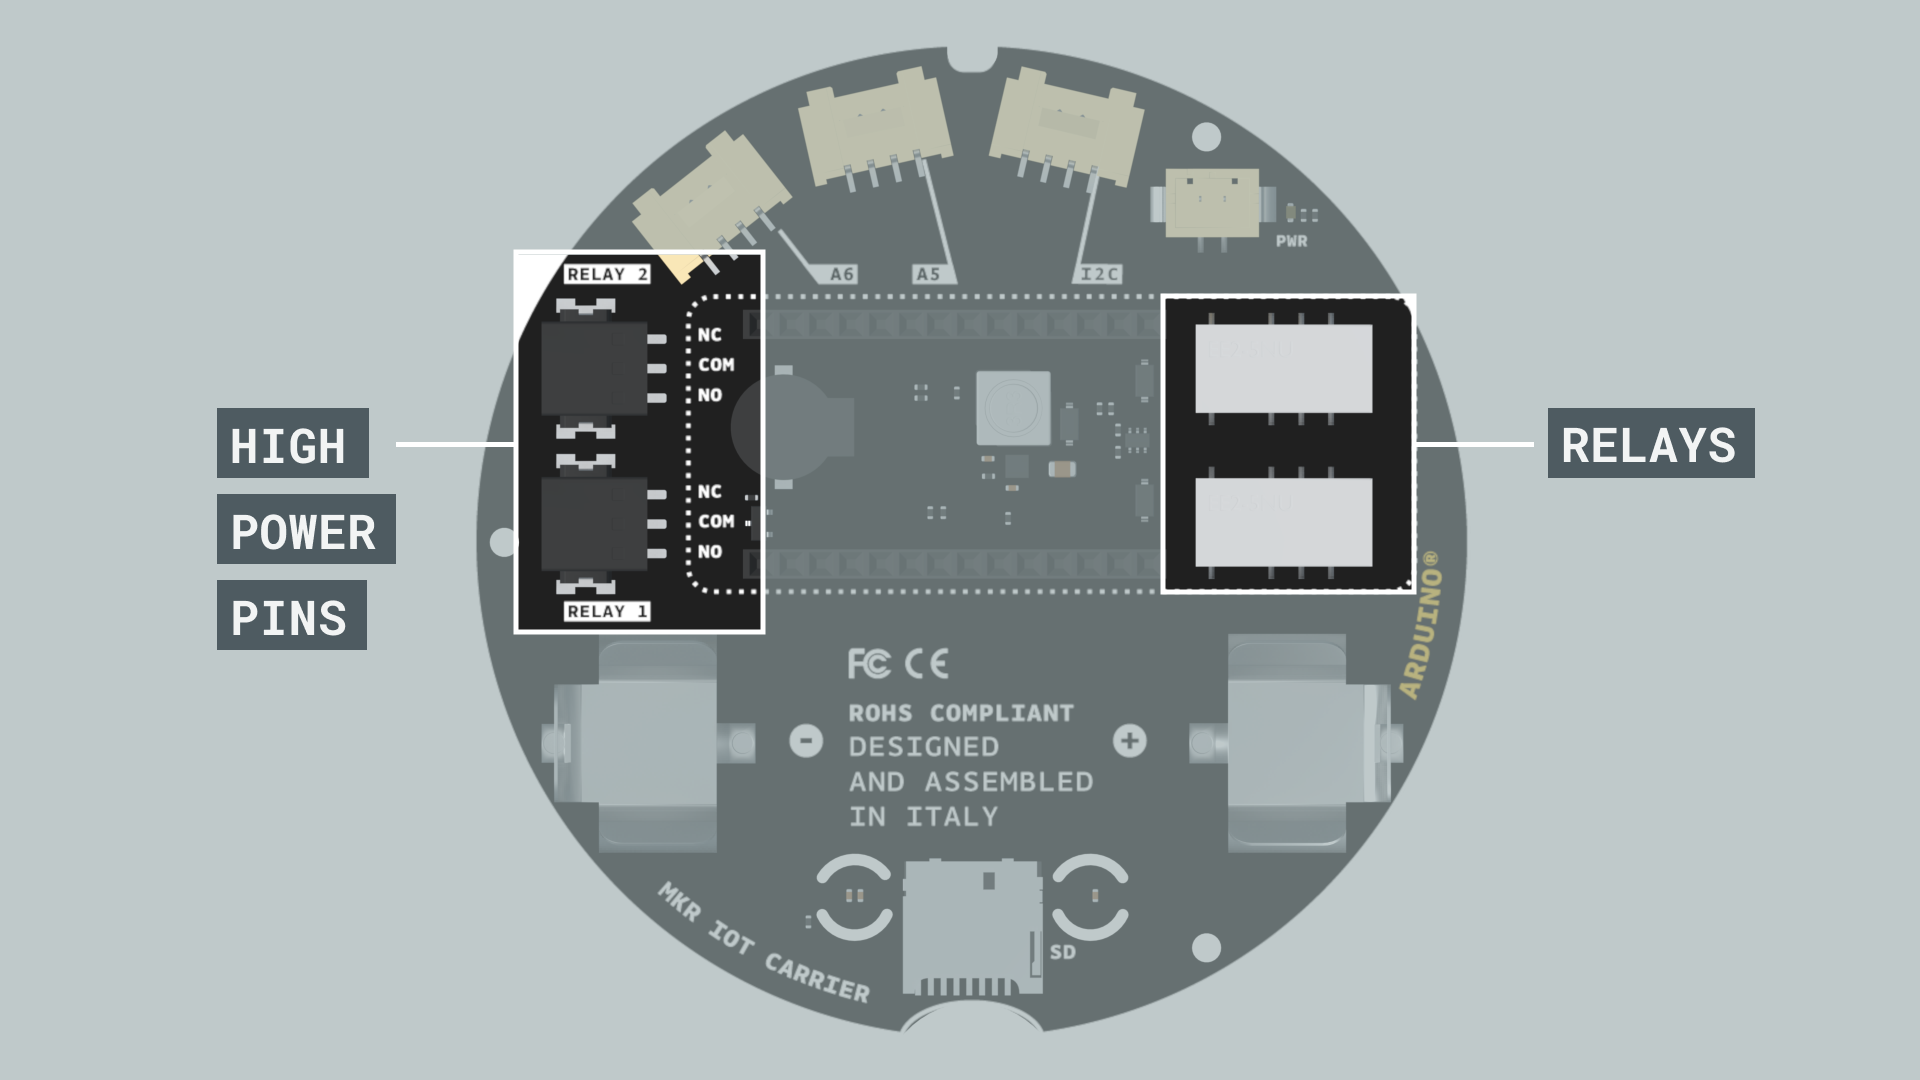 PWR
A6
A5
I2C
RELAY 2
NC
COM
NO
HIGH
POWER
PINS
RELAYS
NC
COM
NO
RELAY 1
ARDUINO®
FC CE
ROHS COMPLIANT
DESIGNED
AND ASSEMBLED
IN ITALY
-
+
SD
MKR IOT CARRIER